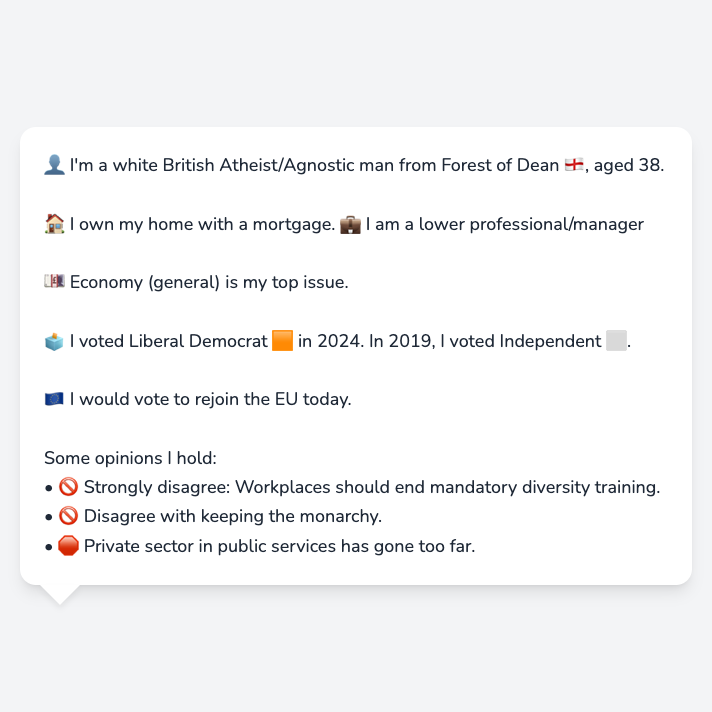 👤 I'm a white British Atheist/Agnostic man from Forest of Dean 🏴󠁧󠁢󠁥󠁮󠁧󠁿, aged 38.
🏠 I own my home with a mortgage. 💼 I am a lower professional/manager
💷 Economy (general) is my top issue.
🗳️ I voted Liberal Democrat 🟧 in 2024. In 2019, I voted Independent ⬜.
🇪🇺 I would vote to rejoin the EU today.
Some opinions I hold:
• 🚫 Strongly disagree: Workplaces should end mandatory diversity training.
• 🚫 Disagree with keeping the monarchy.
• 🛑 Private sector in public services has gone too far.